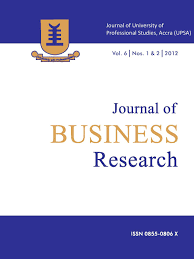 Journal of University of
Professional Studies, Accra (UPSA)
Vol. 6 | Nos. 1 & 2 | 2012
Journal of
BUSINESS
Research
ISSN 0855-0806 X